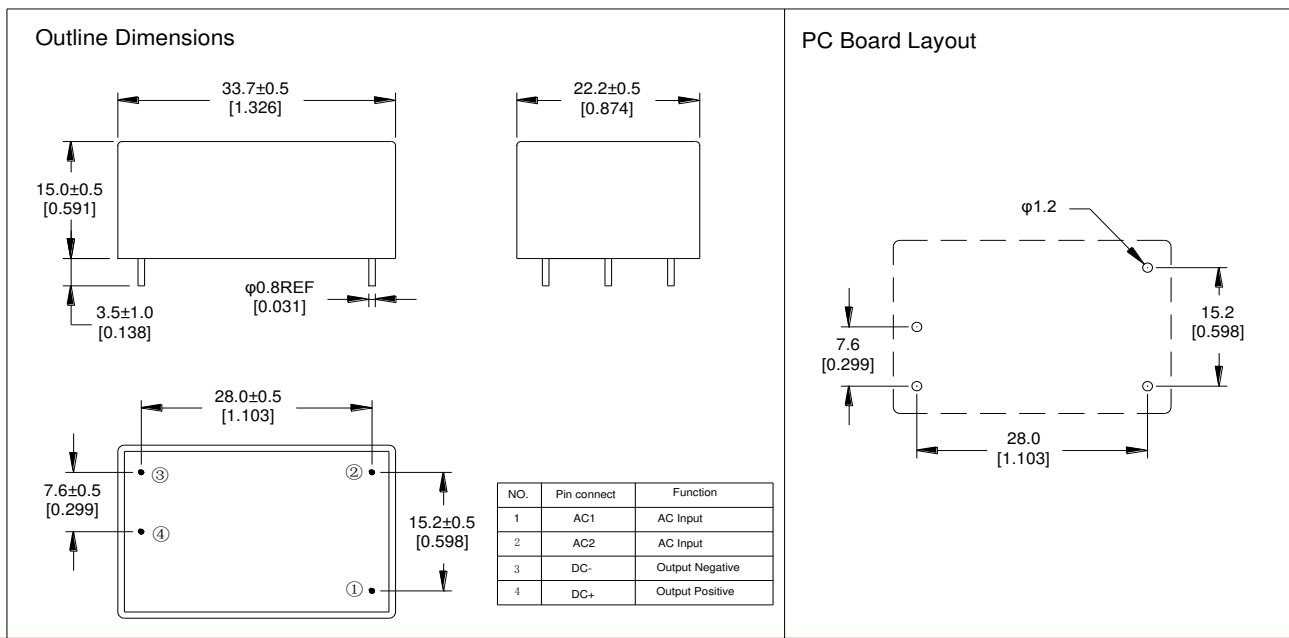 Outline Dimensions
33.7±0.5
[1.326]
22.2±0.5
[0.874]
15.0±0.5
[0.591]
3.5±1.0
[0.138]
φ0.8REF
[0.031]
28.0±0.5
[1.103]
7.6±0.5
[0.299]
③
②
④
①
15.2±0.5
[0.598]
NO. Pin connect Function
1 AC1 AC Input
2 AC2 AC Input
3 DC- Output Negative
4 DC+ Output Positive
PC Board Layout
φ1.2
7.6
[0.299]
15.2
[0.598]
28.0
[1.103]